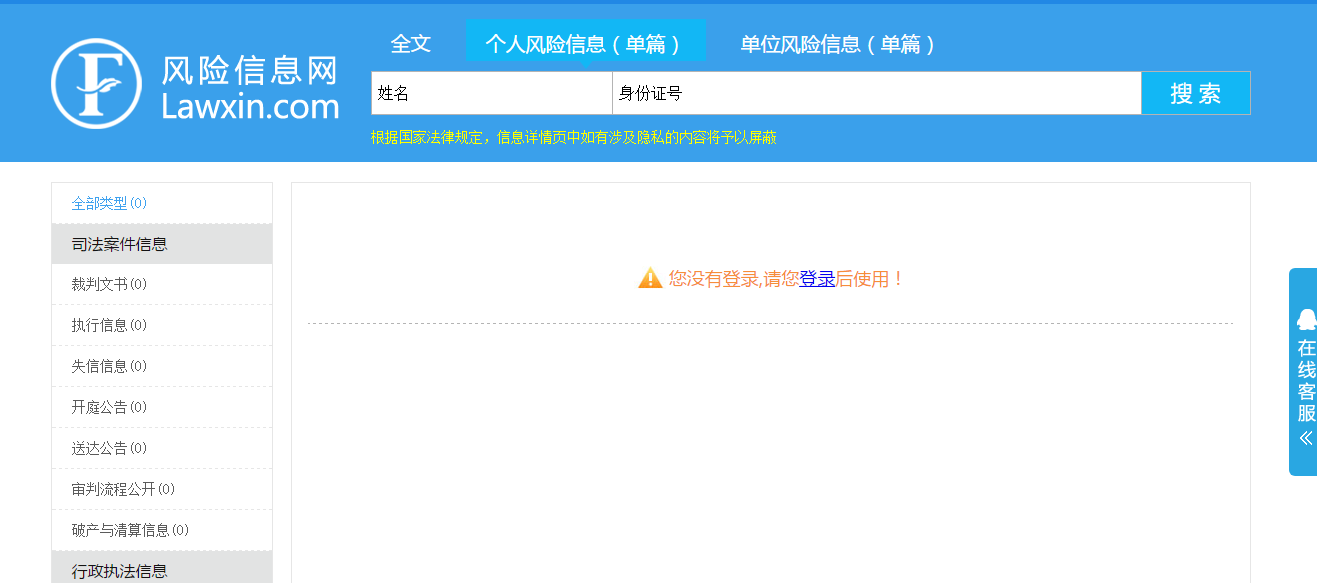 全文
个人风险信息（单篇）
单位风险信息（单篇）
风险信息网
Lawxin.com
姓名
身份证号
搜索
根据国家法律规定，信息详情页中如有涉及隐私的内容将予以屏蔽
全部类型(0)
司法案件信息
裁判文书(0)
执行信息(0)
失信信息(0)
开庭公告(0)
送达公告(0)
审判流程公开(0)
破产与清算信息(0)
行政执法信息
您没有登录,请您登录后使用！
在线客服